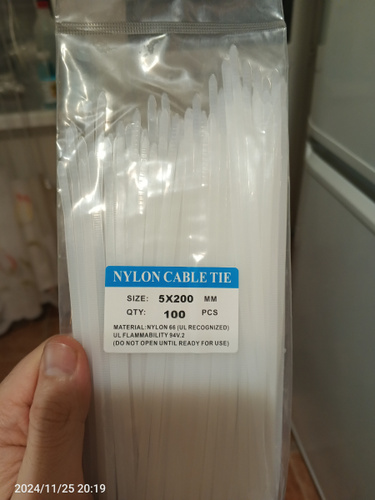 NYLON CABLE TIE
SIZE: 5X200 MM
QTY: 100 PCS
MATERIAL:NYLON 66 (UL RECOGNIZED)
UL FLAMMABILITY 94V.2
(DO NOT OPEN UNTIL READY FOR USE)
2024/11/25 20:19